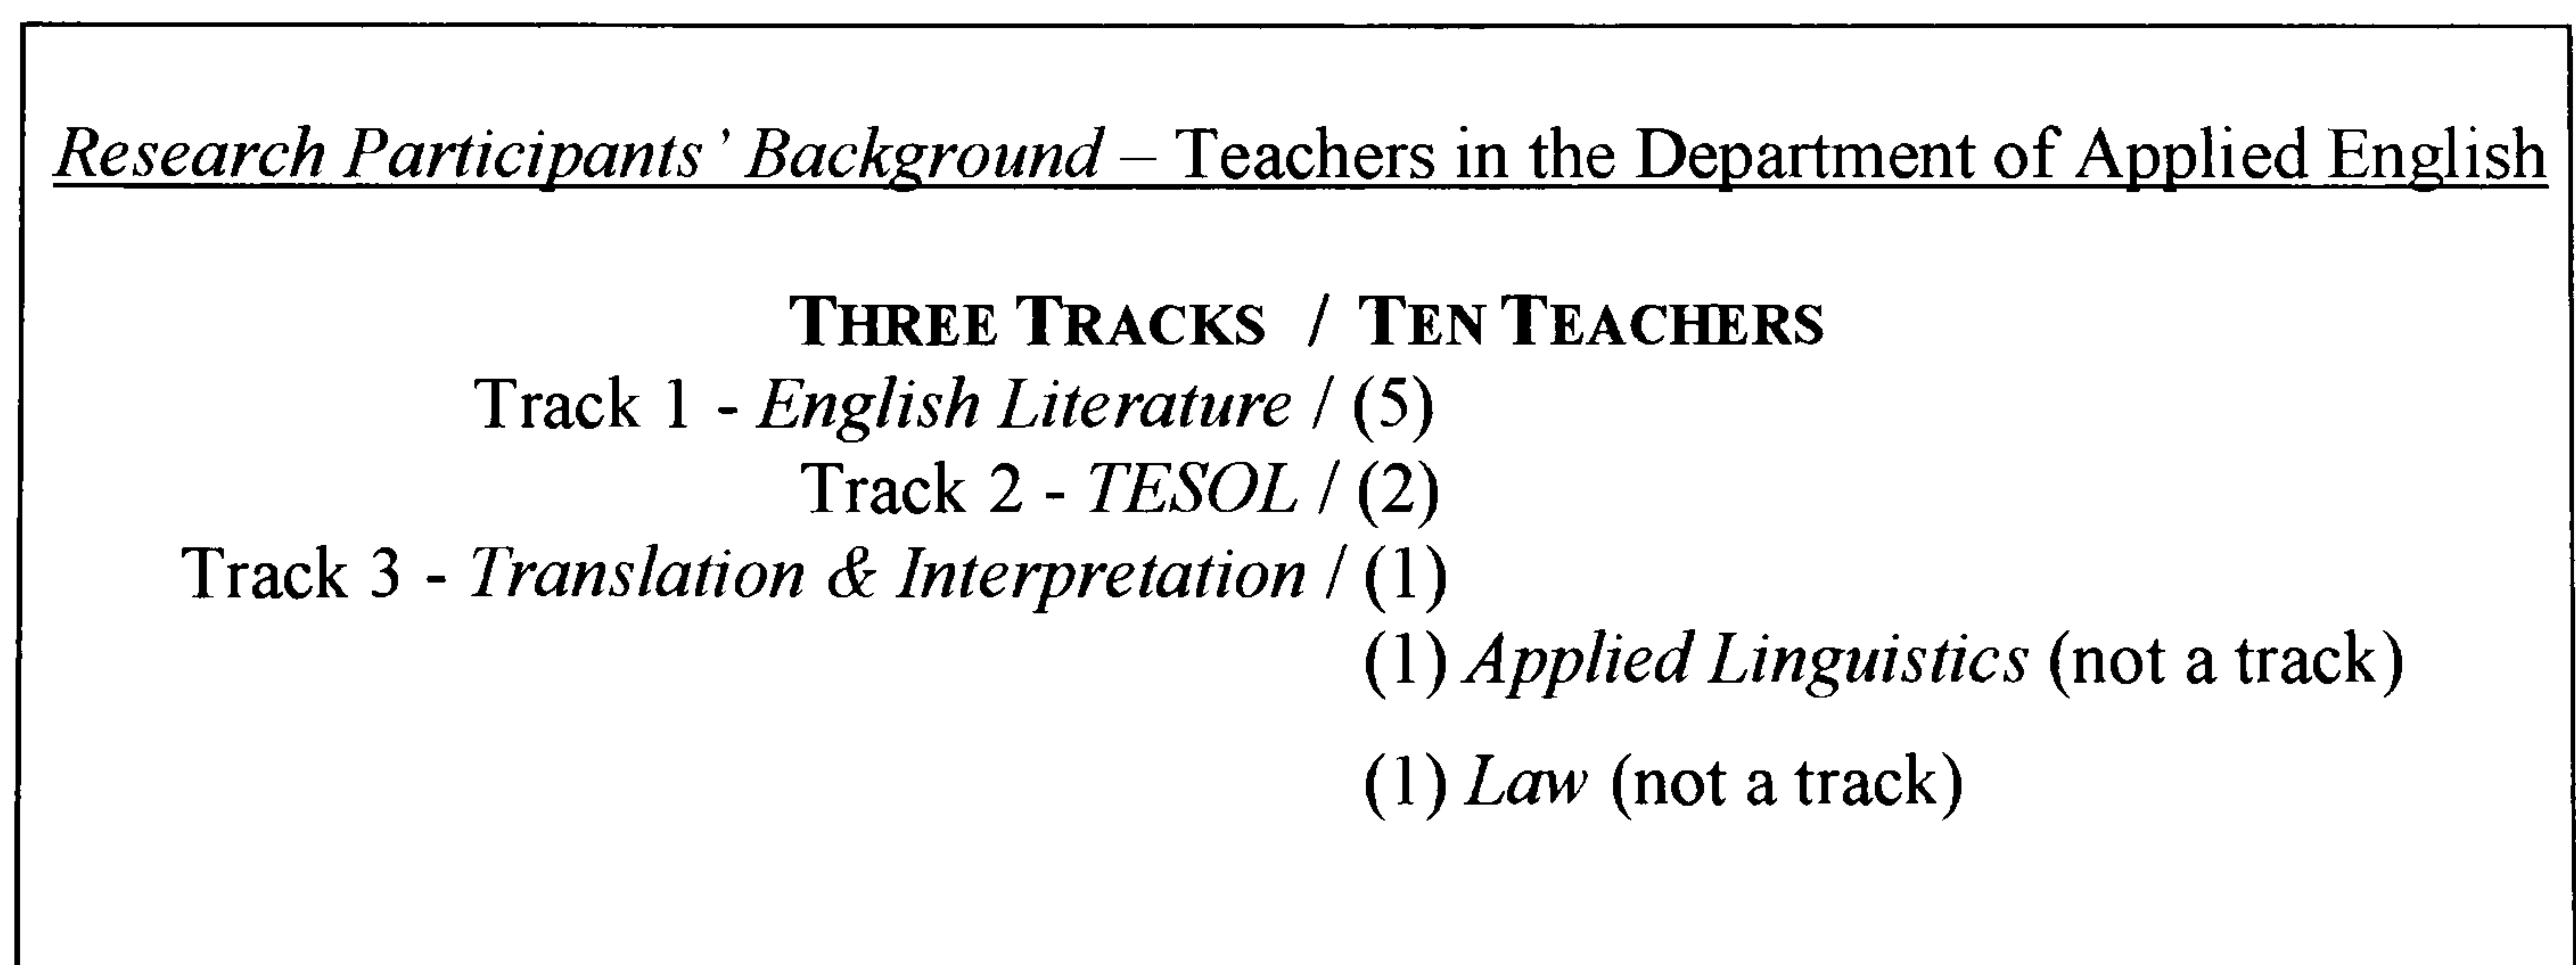 Research Participants' Background – Teachers in the Department of Applied English
THREE TRACKS / TEN TEACHERS
Track 1 - English Literature / (5)
Track 2 - TESOL / (2)
Track 3 - Translation & Interpretation / (1)
(1) Applied Linguistics (not a track)
(1) Law (not a track)